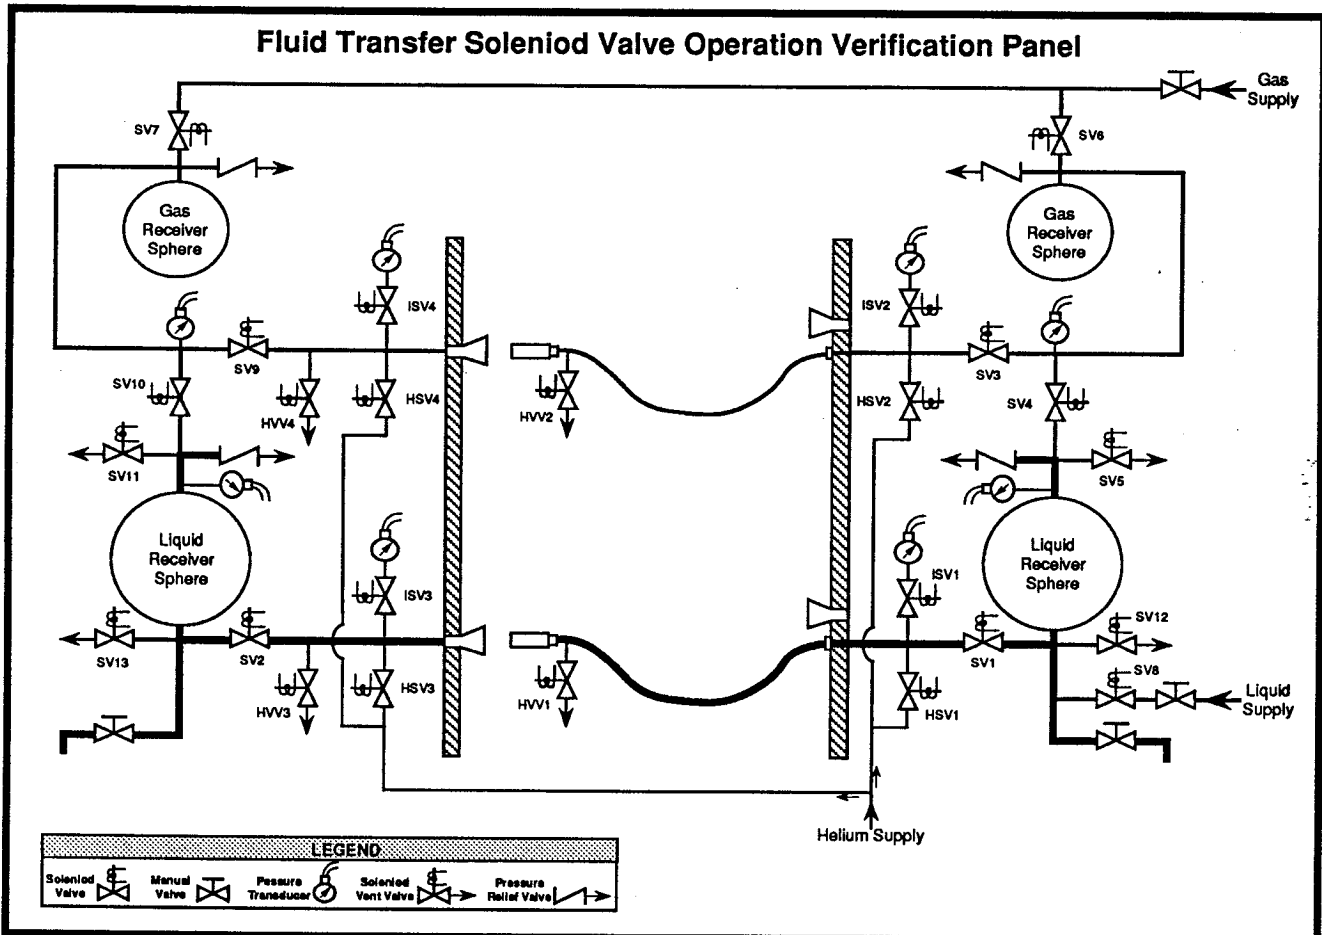 Fluid Transfer Soleniod Valve Operation Verification Panel
Gas
Supply
SV7
SV6
Gas
Receiver
Sphere
Gas
Receiver
Sphere
ISV4
ISV2
SV9
SV3
SV10
HVV4
HSV4
HVV2
HSV2
SV4
SV11
SV5
Liquid
Receiver
Sphere
Liquid
Receiver
Sphere
ISV3
ISV1
SV13
SV2
SV1
SV12
HVV3
HSV3
HVV1
HSV1
SV8
Liquid
Supply
Helium Supply
LEGEND
Soleniod
Valve
Manual
Valve
Pessure
Transducer
Soleniod
Vent Valve
Pressure
Relief Valve